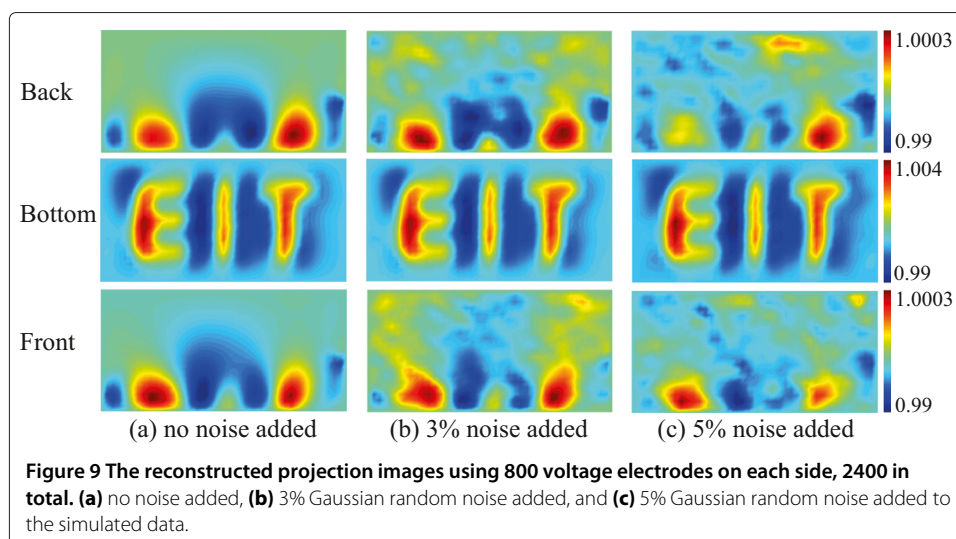 Back
1.0003
0.99
Bottom
EIT
1.004
0.99
EIT
EIT
Front
1.0003
0.99
(a) no noise added
(b) 3% noise added
(c) 5% noise added
Figure 9 The reconstructed projection images using 800 voltage electrodes on each side, 2400 in
total. (a) no noise added, (b) 3% Gaussian random noise added, and (c) 5% Gaussian random noise added to
the simulated data.